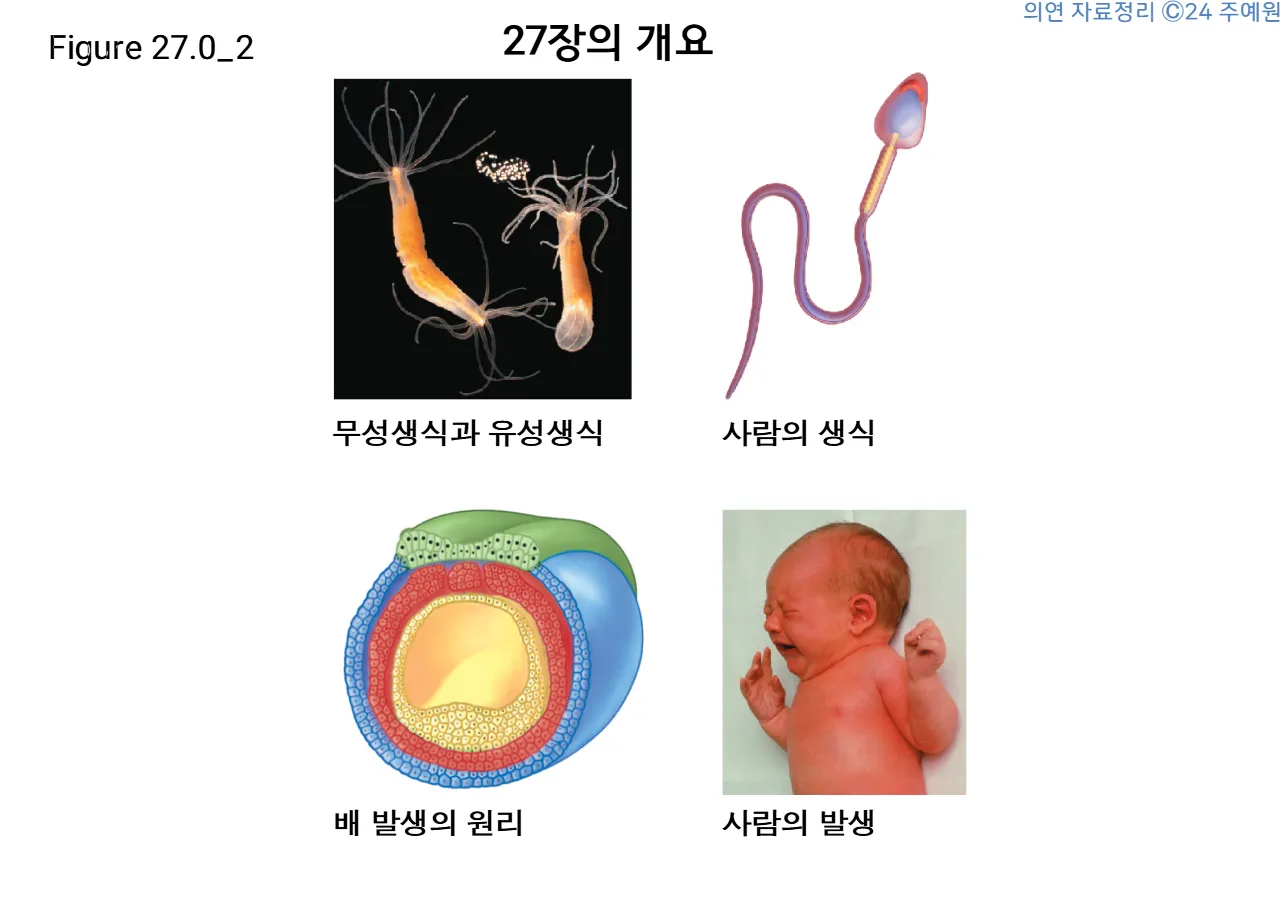 의연 자료정리 Ⓒ24 주예원
Figure 27.0_2
27장의 개요
무성생식과 유성생식
사람의 생식
배 발생의 원리
사람의 발생